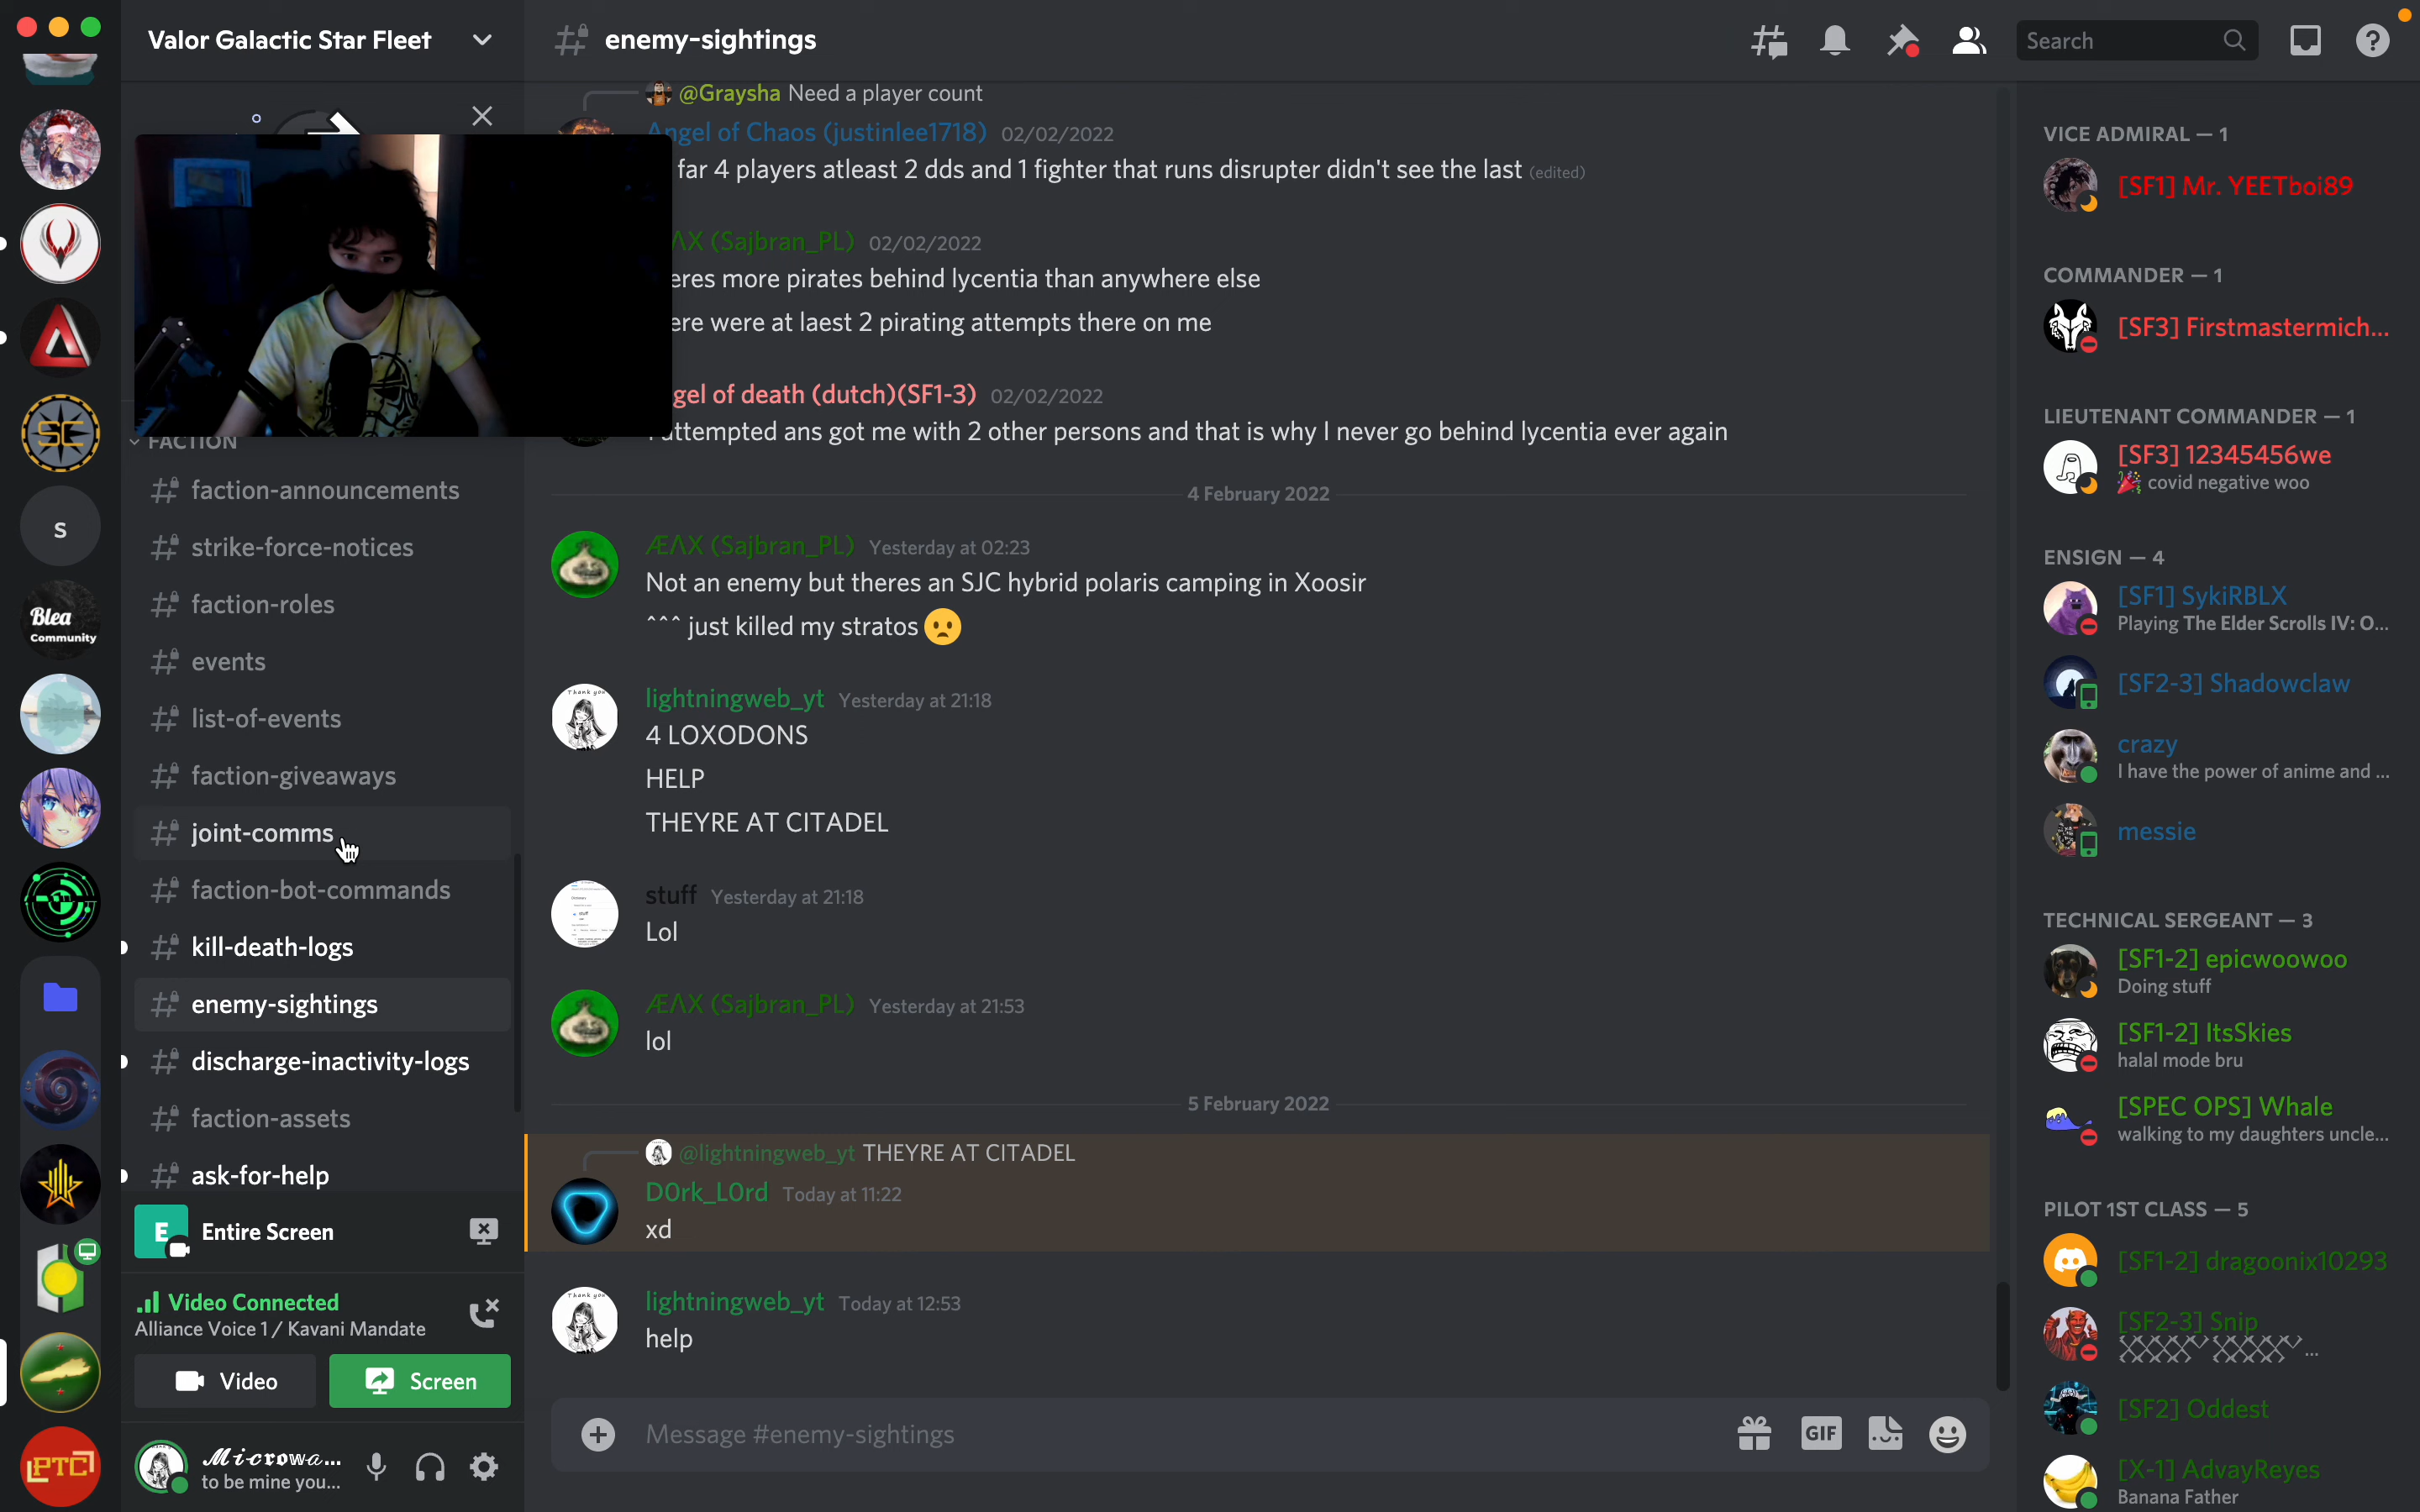 Valor Galactic Star Fleet
FACTION
faction-announcements
strike-force-notices
faction-roles
events
list-of-events
faction-giveaways
joint-comms
faction-bot-commands
kill-death-logs
enemy-sightings
discharge-inactivity-logs
faction-assets
ask-for-help
E Entire Screen
Video Connected
Alliance Voice 1 / Kavani Mandate
Video
Screen
Microwa...
to be mine you...
SC
s
Blea
Community
PTC
enemy-sightings
Search
@Graysha Need a player count
Angel of Chaos (justinlee1718) 02/02/2022
far 4 players atleast 2 dds and 1 fighter that runs disrupter didn't see the last (edited)
ΛX (Sajbran_PL) 02/02/2022
eres more pirates behind lycentia than anywhere else
ere were at laest 2 pirating attempts there on me
gel of death (dutch)(SF1-3) 02/02/2022
attempted ans got me with 2 other persons and that is why I never go behind lycentia ever again
4 February 2022
ÆΛX (Sajbran_PL) Yesterday at 02:23
Not an enemy but theres an SJC hybrid polaris camping in Xoosir
^^^ just killed my stratos
lightningweb_yt Yesterday at 21:18
4 LOXODONS
HELP
THEYRE AT CITADEL
stuff Yesterday at 21:18
Lol
ÆΛX (Sajbran_PL) Yesterday at 21:53
lol
5 February 2022
@lightningweb_yt THEYRE AT CITADEL
D0rk_L0rd Today at 11:22
xd
lightningweb_yt Today at 12:53
help
Message #enemy-sightings
GIF
VICE ADMIRAL — 1
[SF1] Mr. YEETboi89
COMMANDER — 1
[SF3] Firstmastermich...
LIEUTENANT COMMANDER — 1
[SF3] 12345456we
covid negative woo
ENSIGN — 4
[SF1] SykiRBLX
Playing The Elder Scrolls IV: O...
[SF2-3] Shadowclaw
crazy
I have the power of anime and ...
messie
TECHNICAL SERGEANT — 3
[SF1-2] epicwoowoo
Doing stuff
[SF1-2] ItsSkies
halal mode bru
[SPEC OPS] Whale
walking to my daughters uncle...
PILOT 1ST CLASS — 5
[SF1-2] dragoonix10293
[SF2-3] Snip
[SF2] Oddest
[X-1] AdvayReyes
Banana Father